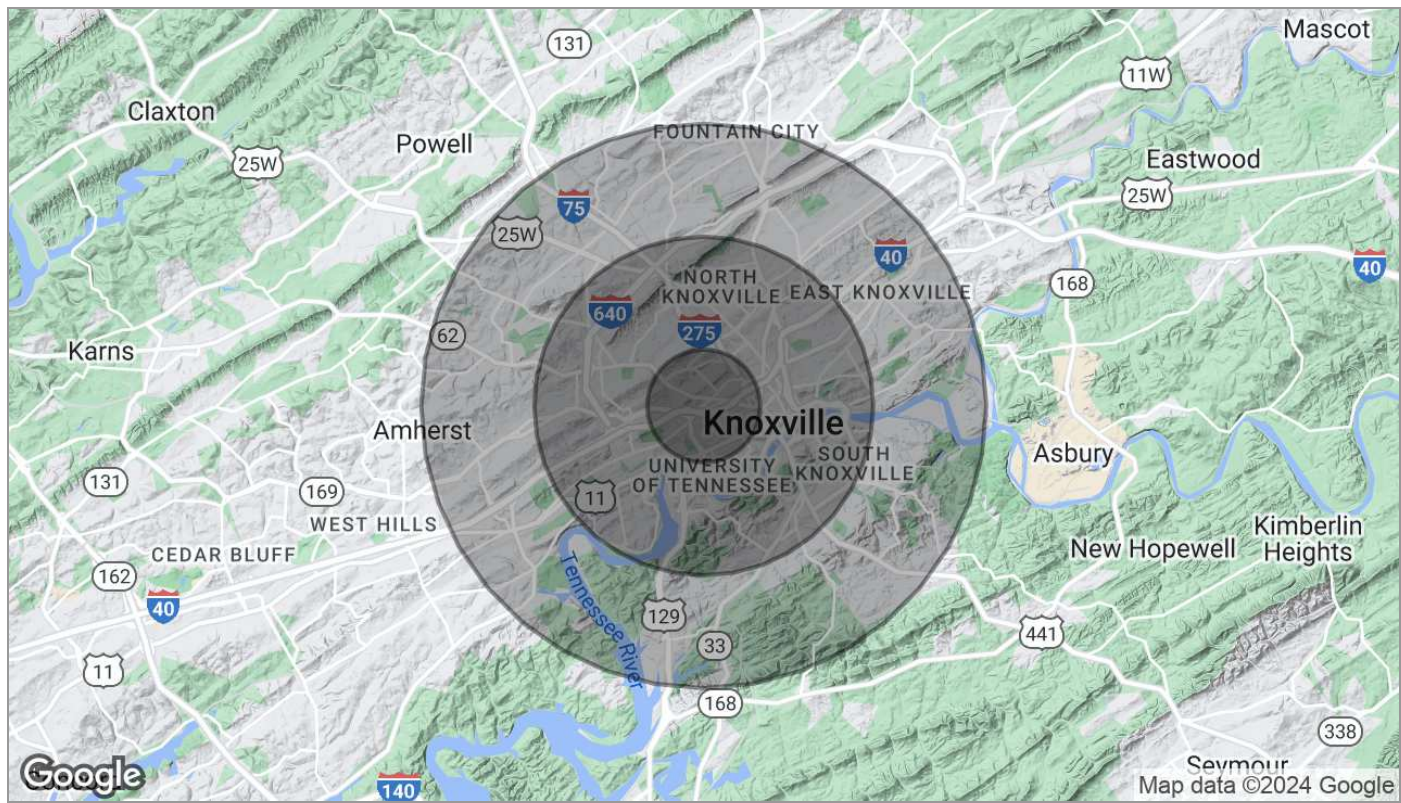 Mascot
131
11W
Claxton
FOUNTAIN CITY
Powell
25W
Eastwood
25W
75
25W
40
40
168
NORTH
KNOXVILLE
EAST KNOXVILLE
640
275
62
Karns
Knoxville
Amherst
Asbury
SOUTH
KNOXVILLE
UNIVERSITY
OF TENNESSEE
131
169
11
WEST HILLS
CEDAR BLUFF
Kimberlin
Heights
New Hopewell
162
40
Tennessee River
129
441
33
11
168
338
Seymour
Google
140
Map data ©2024 Google